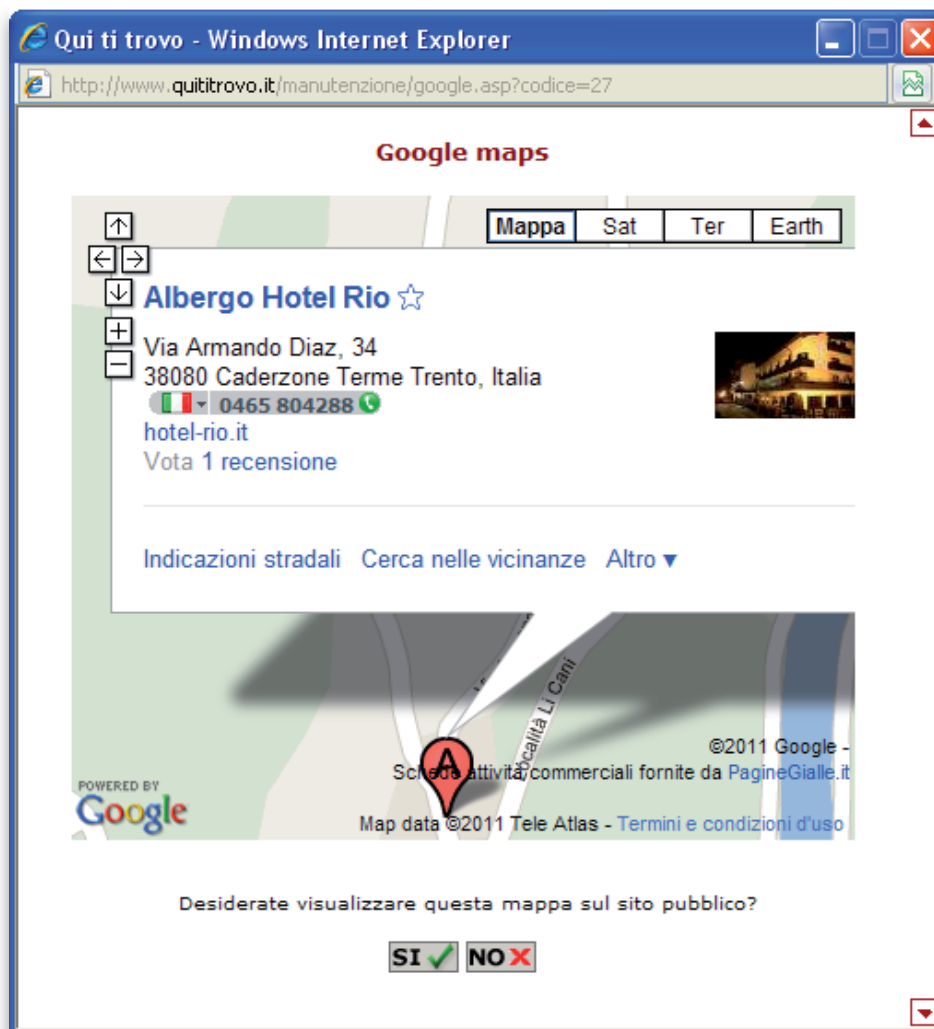 Qui ti trovo - Windows Internet Explorer
http://www.quititrovo.it/manutenzione/google.asp?codice=27
Google maps
Mappa Sat Ter Earth
Albergo Hotel Rio
Via Armando Diaz, 34
38080 Caderzone Terme Trento, Italia
0465 804288
hotel-rio.it
Vota 1 recensione
Indicazioni stradali Cerca nelle vicinanze Altro
Località Li Cani
A
©2011 Google -
Schede attività commerciali fornite da PagineGialle.it
POWERED BY
Google
Map data ©2011 Tele Atlas - Termini e condizioni d'uso
Desiderate visualizzare questa mappa sul sito pubblico?
SI NO